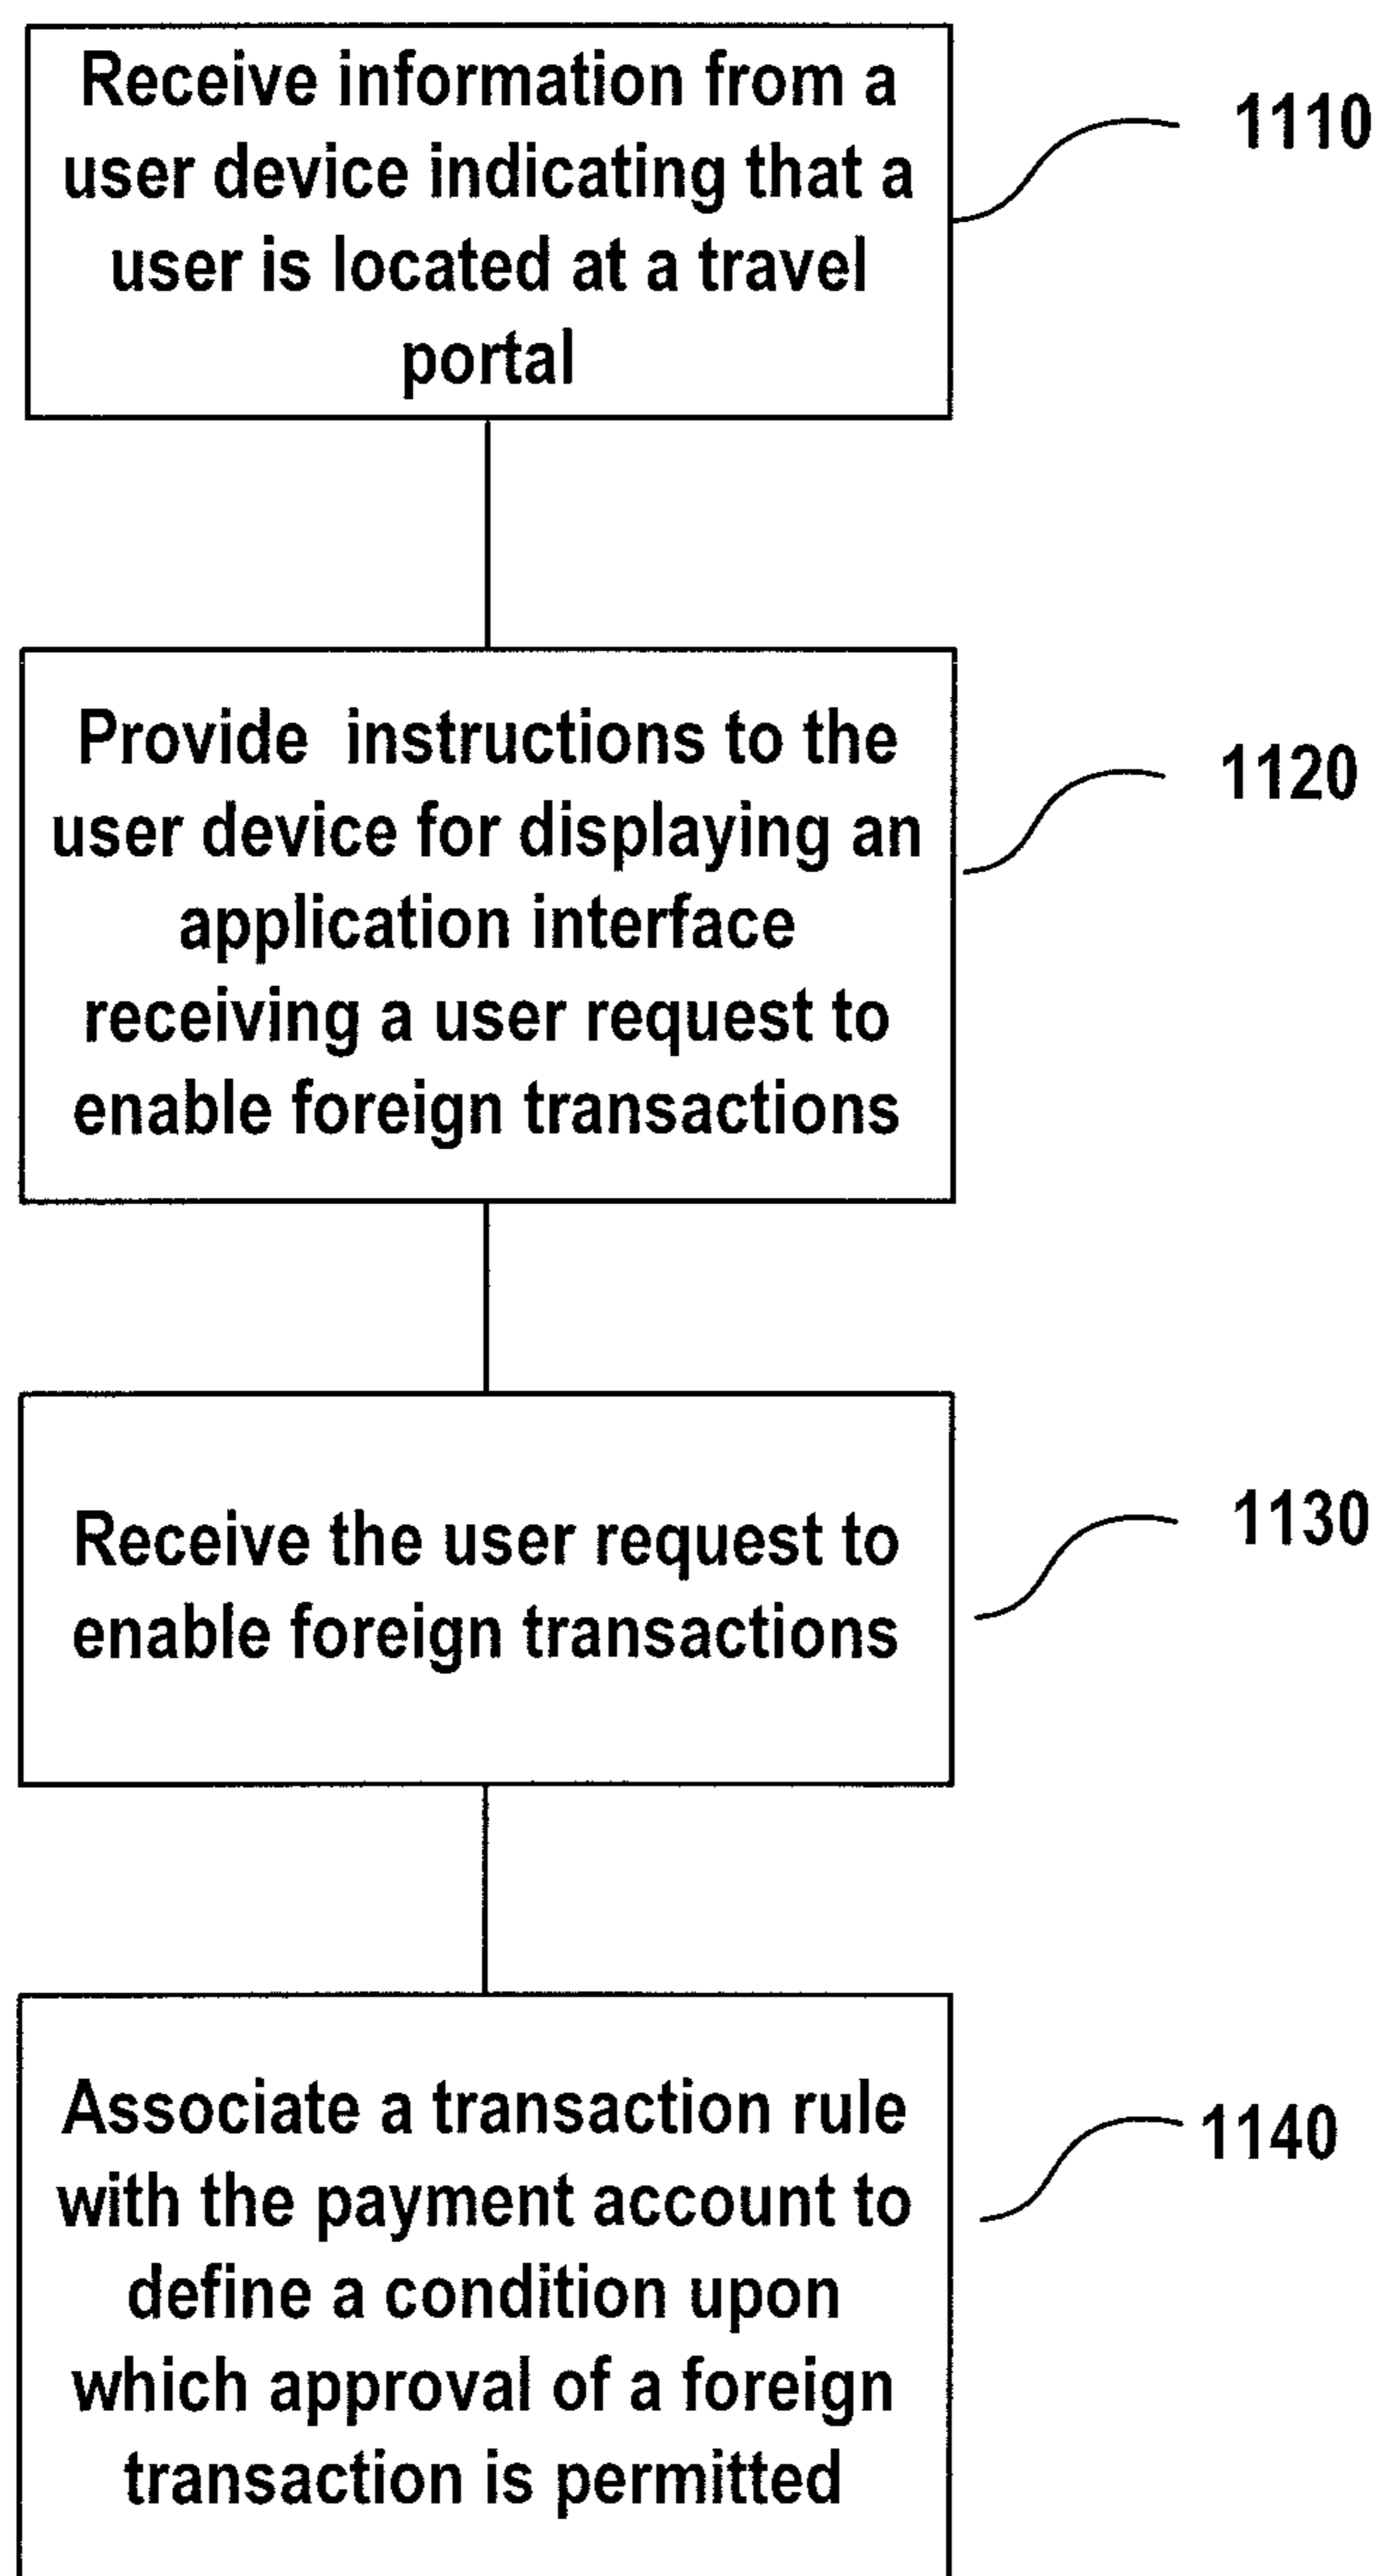 Receive information from a
user device indicating that a
user is located at a travel
portal
1110
Provide  instructions to the
user device for displaying an
application interface
receiving a user request to
enable foreign transactions
1120
Receive the user request to
enable foreign transactions
1130
Associate a transaction rule
with the payment account to
define a condition upon
which approval of a foreign
transaction is permitted
1140